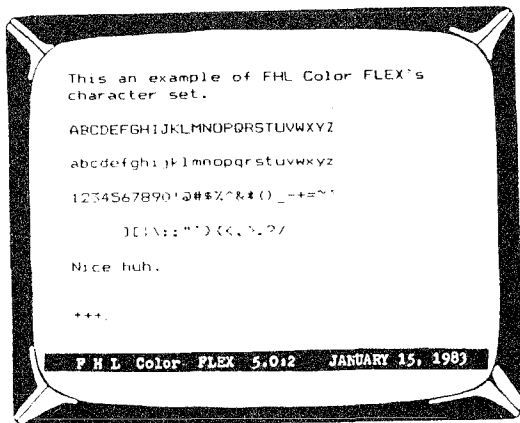 This an example of FHL Color FLEX's
character set.
ABCDEFGHIJKLMNOPQRSTUVWXYZ
abcdefghijklmnopqrstuvwxyz
1234567890!@#$%^&*()_-+=~`
][|\:;"'}{<,>.?/
Nice huh.
+++.
F H L Color FLEX 5.0:2 JANUARY 15, 1983